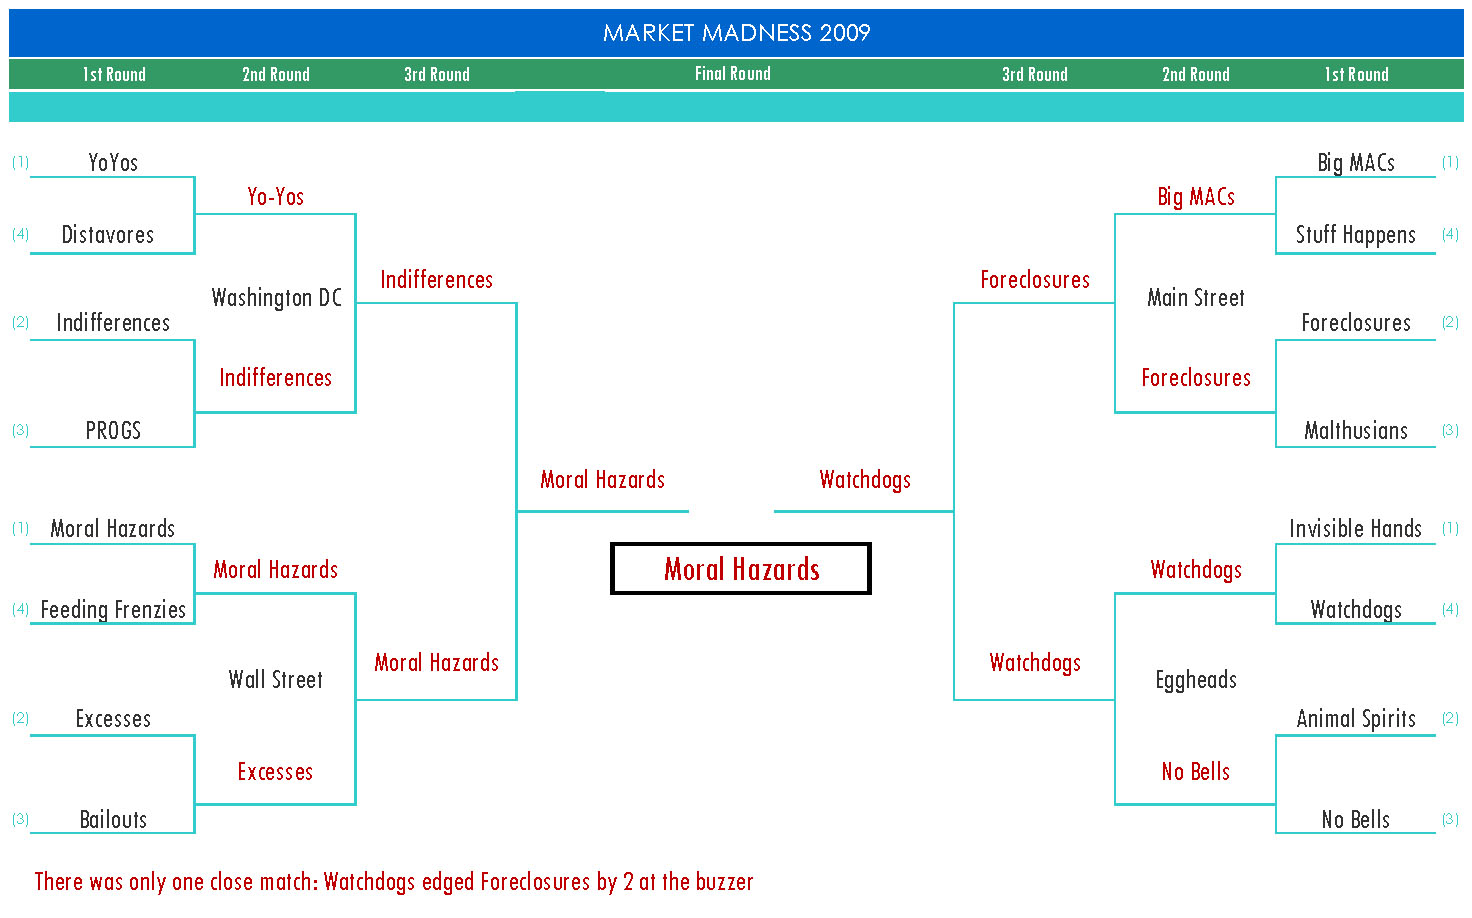 MARKET MADNESS 2009
1st Round 2nd Round 3rd Round Final Round 3rd Round 2nd Round 1st Round
(1) YoYos Big MACs (1)
Yo-Yos Big MACs
(4) Distavores Stuff Happens (4)
Indifferences Foreclosures
Washington DC Main Street
(2) Indifferences Foreclosures (2)
Indifferences Foreclosures
(3) PROGS Malthusians (3)
Moral Hazards Watchdogs
(1) Moral Hazards Invisible Hands (1)
Moral Hazards Moral Hazards Watchdogs
(4) Feeding Frenzies Watchdogs (4)
Moral Hazards Watchdogs
Wall Street Eggheads
(2) Excesses Animal Spirits (2)
Excesses No Bells
(3) Bailouts No Bells (3)
There was only one close match: Watchdogs edged Foreclosures by 2 at the buzzer